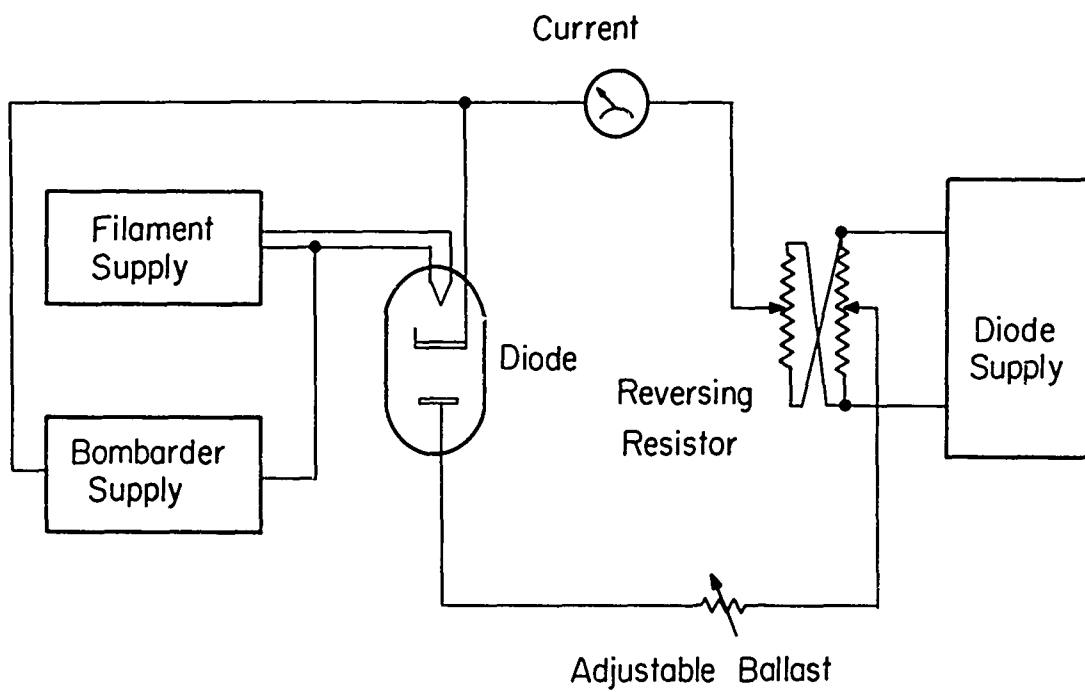 Current
Filament
Supply
Diode
Diode
Supply
Reversing
Resistor
Bombarder
Supply
Adjustable Ballast